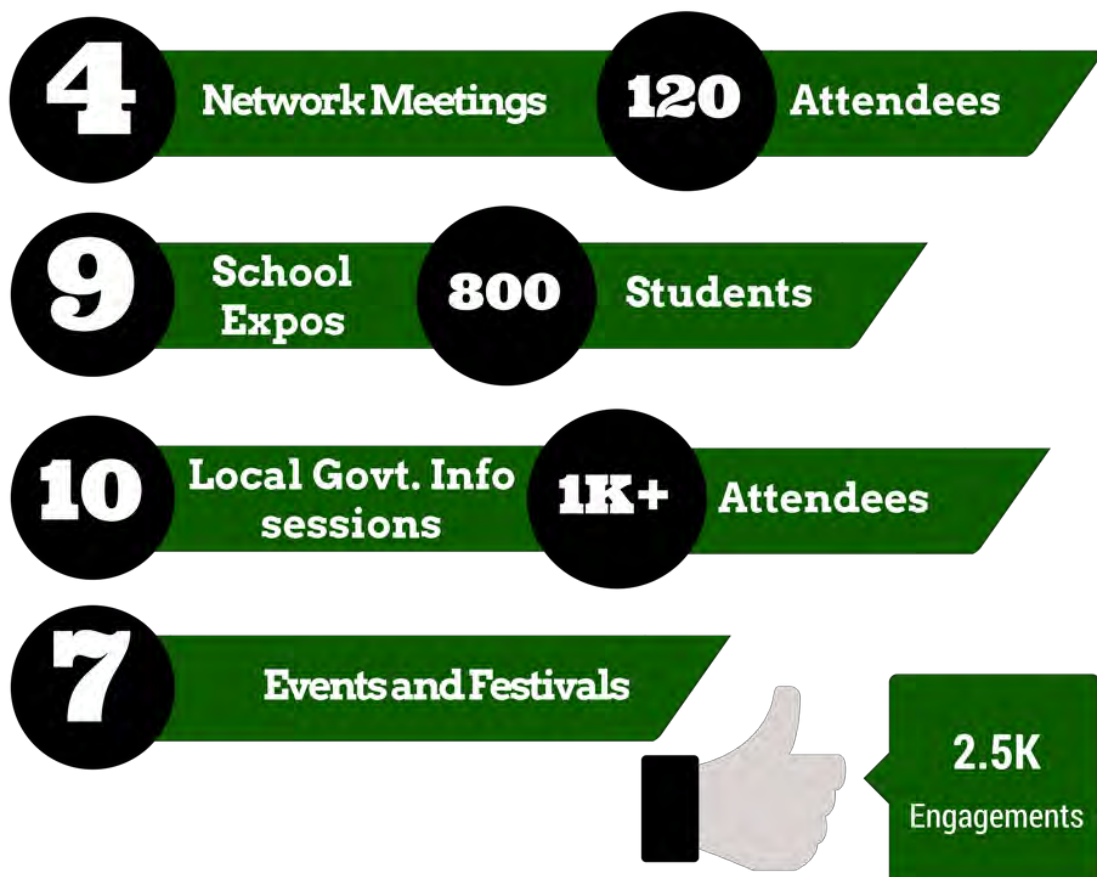 4 Network Meetings 120 Attendees
9 School Expos 800 Students
10 Local Govt. Info sessions 1K+ Attendees
7 Events and Festivals
2.5K
Engagements